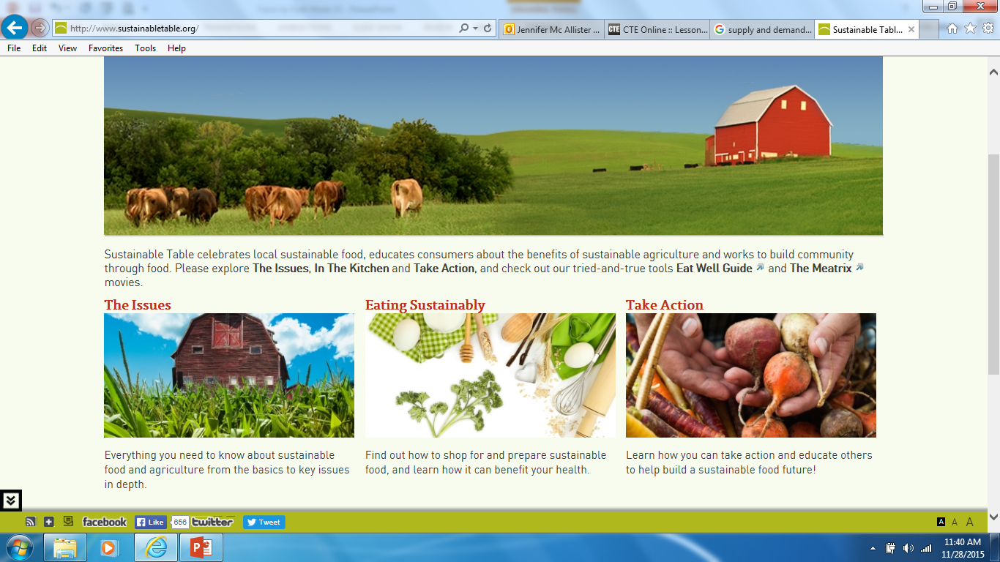 http://www.sustainabletable.org/
Jennifer Mc Allister ...
CTE CTE Online :: Lesson...
supply and demand...
Sustainable Tabl...
File Edit View Favorites Tools Help
Sustainable Table celebrates local sustainable food, educates consumers about the benefits of sustainable agriculture and works to build community
through food. Please explore The Issues, In The Kitchen and Take Action, and check out our tried-and-true tools Eat Well Guide and The Meatrix
movies.
The Issues
Eating Sustainably
Take Action
Everything you need to know about sustainable
food and agriculture from the basics to key issues
in depth.
Find out how to shop for and prepare sustainable
food, and learn how it can benefit your health.
Learn how you can take action and educate others
to help build a sustainable food future!
facebook Like 656 twitter Tweet
A A A
11:40 AM
11/28/2015